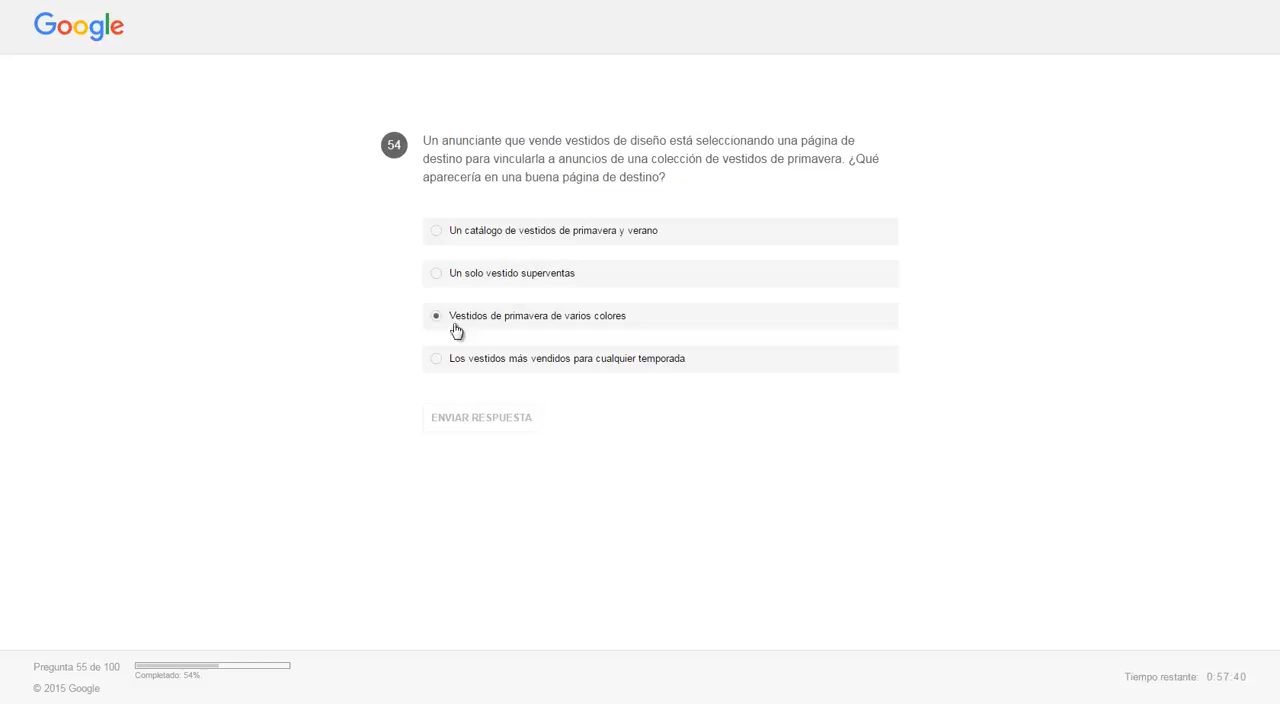 Google
54
Un anunciante que vende vestidos de diseño está seleccionando una página de
destino para vincularla a anuncios de una colección de vestidos de primavera. ¿Qué
aparecería en una buena página de destino?
Un catálogo de vestidos de primavera y verano
Un solo vestido superventas
Vestidos de primavera de varios colores
Los vestidos más vendidos para cualquier temporada
ENVIAR RESPUESTA
Pregunta 55 de 100
Completado: 54%.
© 2015 Google
Tiempo restante: 0:57:40